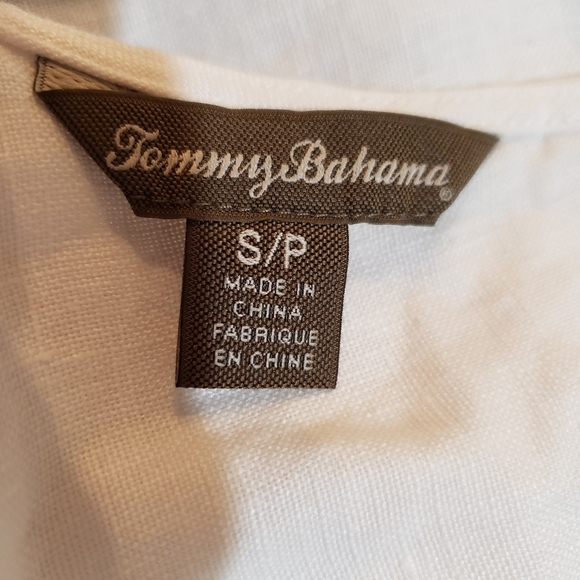 Tommy Bahama®
S/P
MADE IN
CHINA
FABRIQUE
EN CHINE